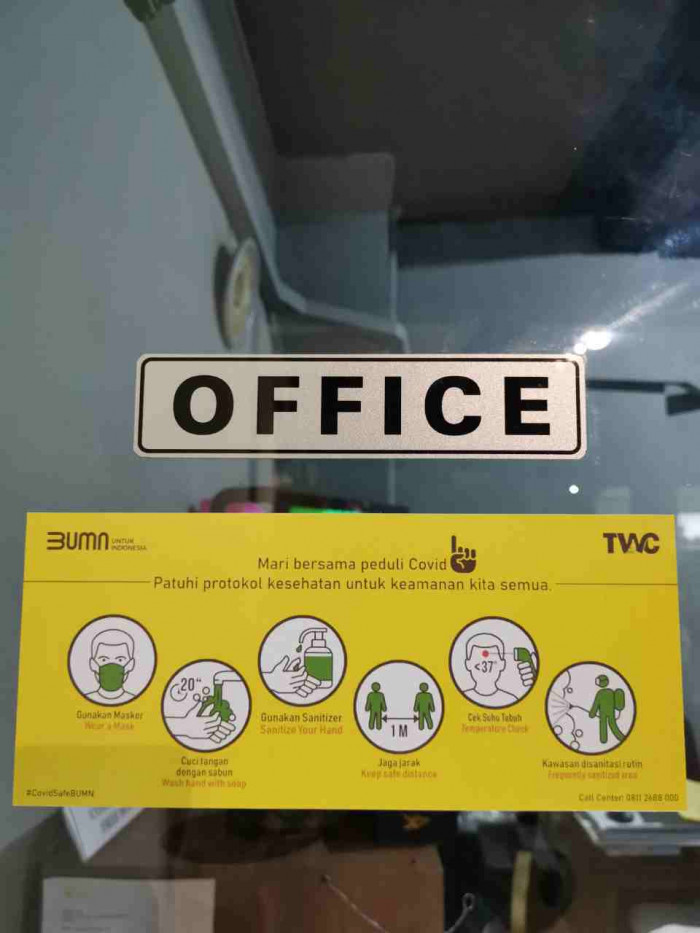 OFFICE
BUMN UNTUK INDONESIA
TWC
Mari bersama peduli Covid
Patuhi protokol kesehatan untuk keamanan kita semua.
20"
<37°
1 M
Gunakan Masker
Wear a Mask
Cuci tangan
dengan sabun
Wash hand with soap
Gunakan Sanitizer
Sanitize Your Hand
Jaga jarak
Keep safe distance
Cek Suhu Tubuh
Temperature Check
Kawasan disanitasi rutin
Frequently sanitized area
#CovidSafeBUMN
Call Center: 0811 2688 000